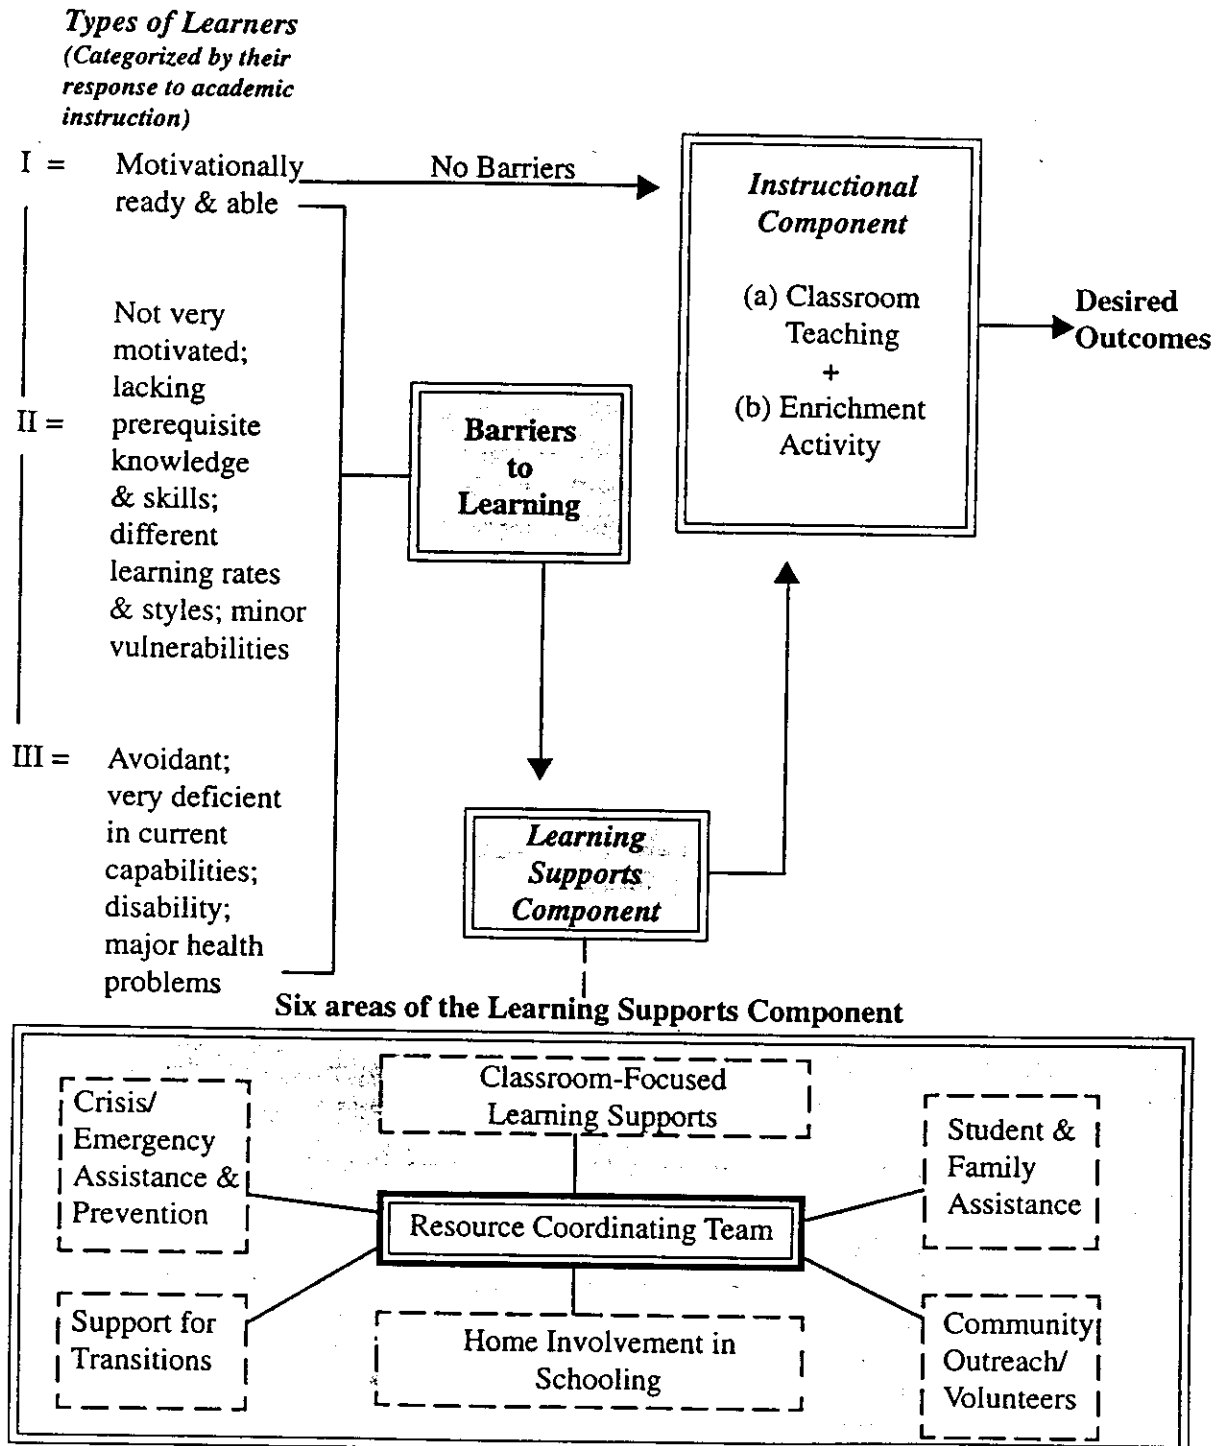 Types of Learners
(Categorized by their
response to academic
instruction)
I =
Motivationally
ready & able
No Barriers
Instructional
Component
(a) Classroom
Teaching
+
(b) Enrichment
Activity
Desired
Outcomes
II =
Not very
motivated;
lacking
prerequisite
knowledge
& skills;
different
learning rates
& styles; minor
vulnerabilities
Barriers
to
Learning
III =
Avoidant;
very deficient
in current
capabilities;
disability;
major health
problems
Learning
Supports
Component
Six areas of the Learning Supports Component
Crisis/
Emergency
Assistance &
Prevention
Classroom-Focused
Learning Supports
Student &
Family
Assistance
Resource Coordinating Team
Support for
Transitions
Home Involvement in
Schooling
Community
Outreach/
Volunteers